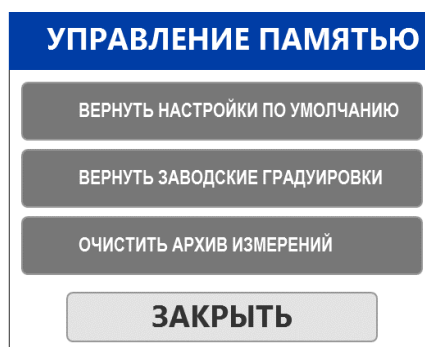 УПРАВЛЕНИЕ ПАМЯТЬЮ
ВЕРНУТЬ НАСТРОЙКИ ПО УМОЛЧАНИЮ
ВЕРНУТЬ ЗАВОДСКИЕ ГРАДУИРОВКИ
ОЧИСТИТЬ АРХИВ ИЗМЕРЕНИЙ
ЗАКРЫТЬ